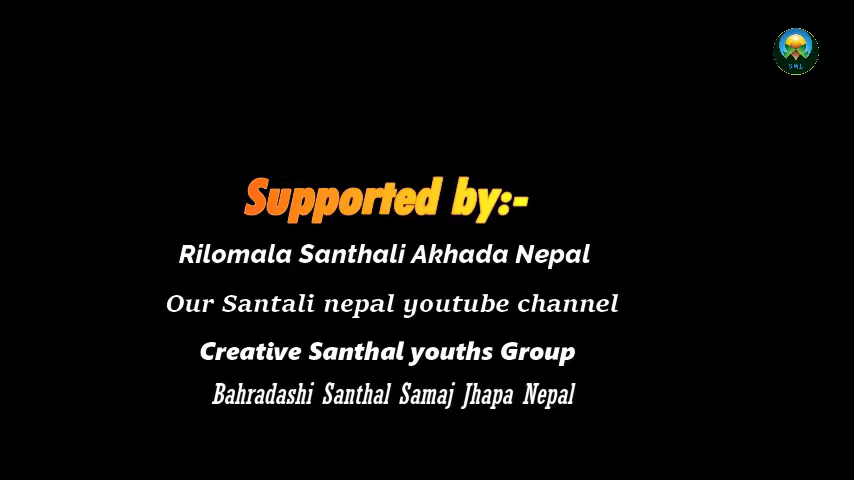 SML
Supported by:-
Rilomala Santhali Akhada Nepal
Our Santali nepal youtube channel
Creative Santhal youths Group
Bahradashi Santhal Samaj Jhapa Nepal